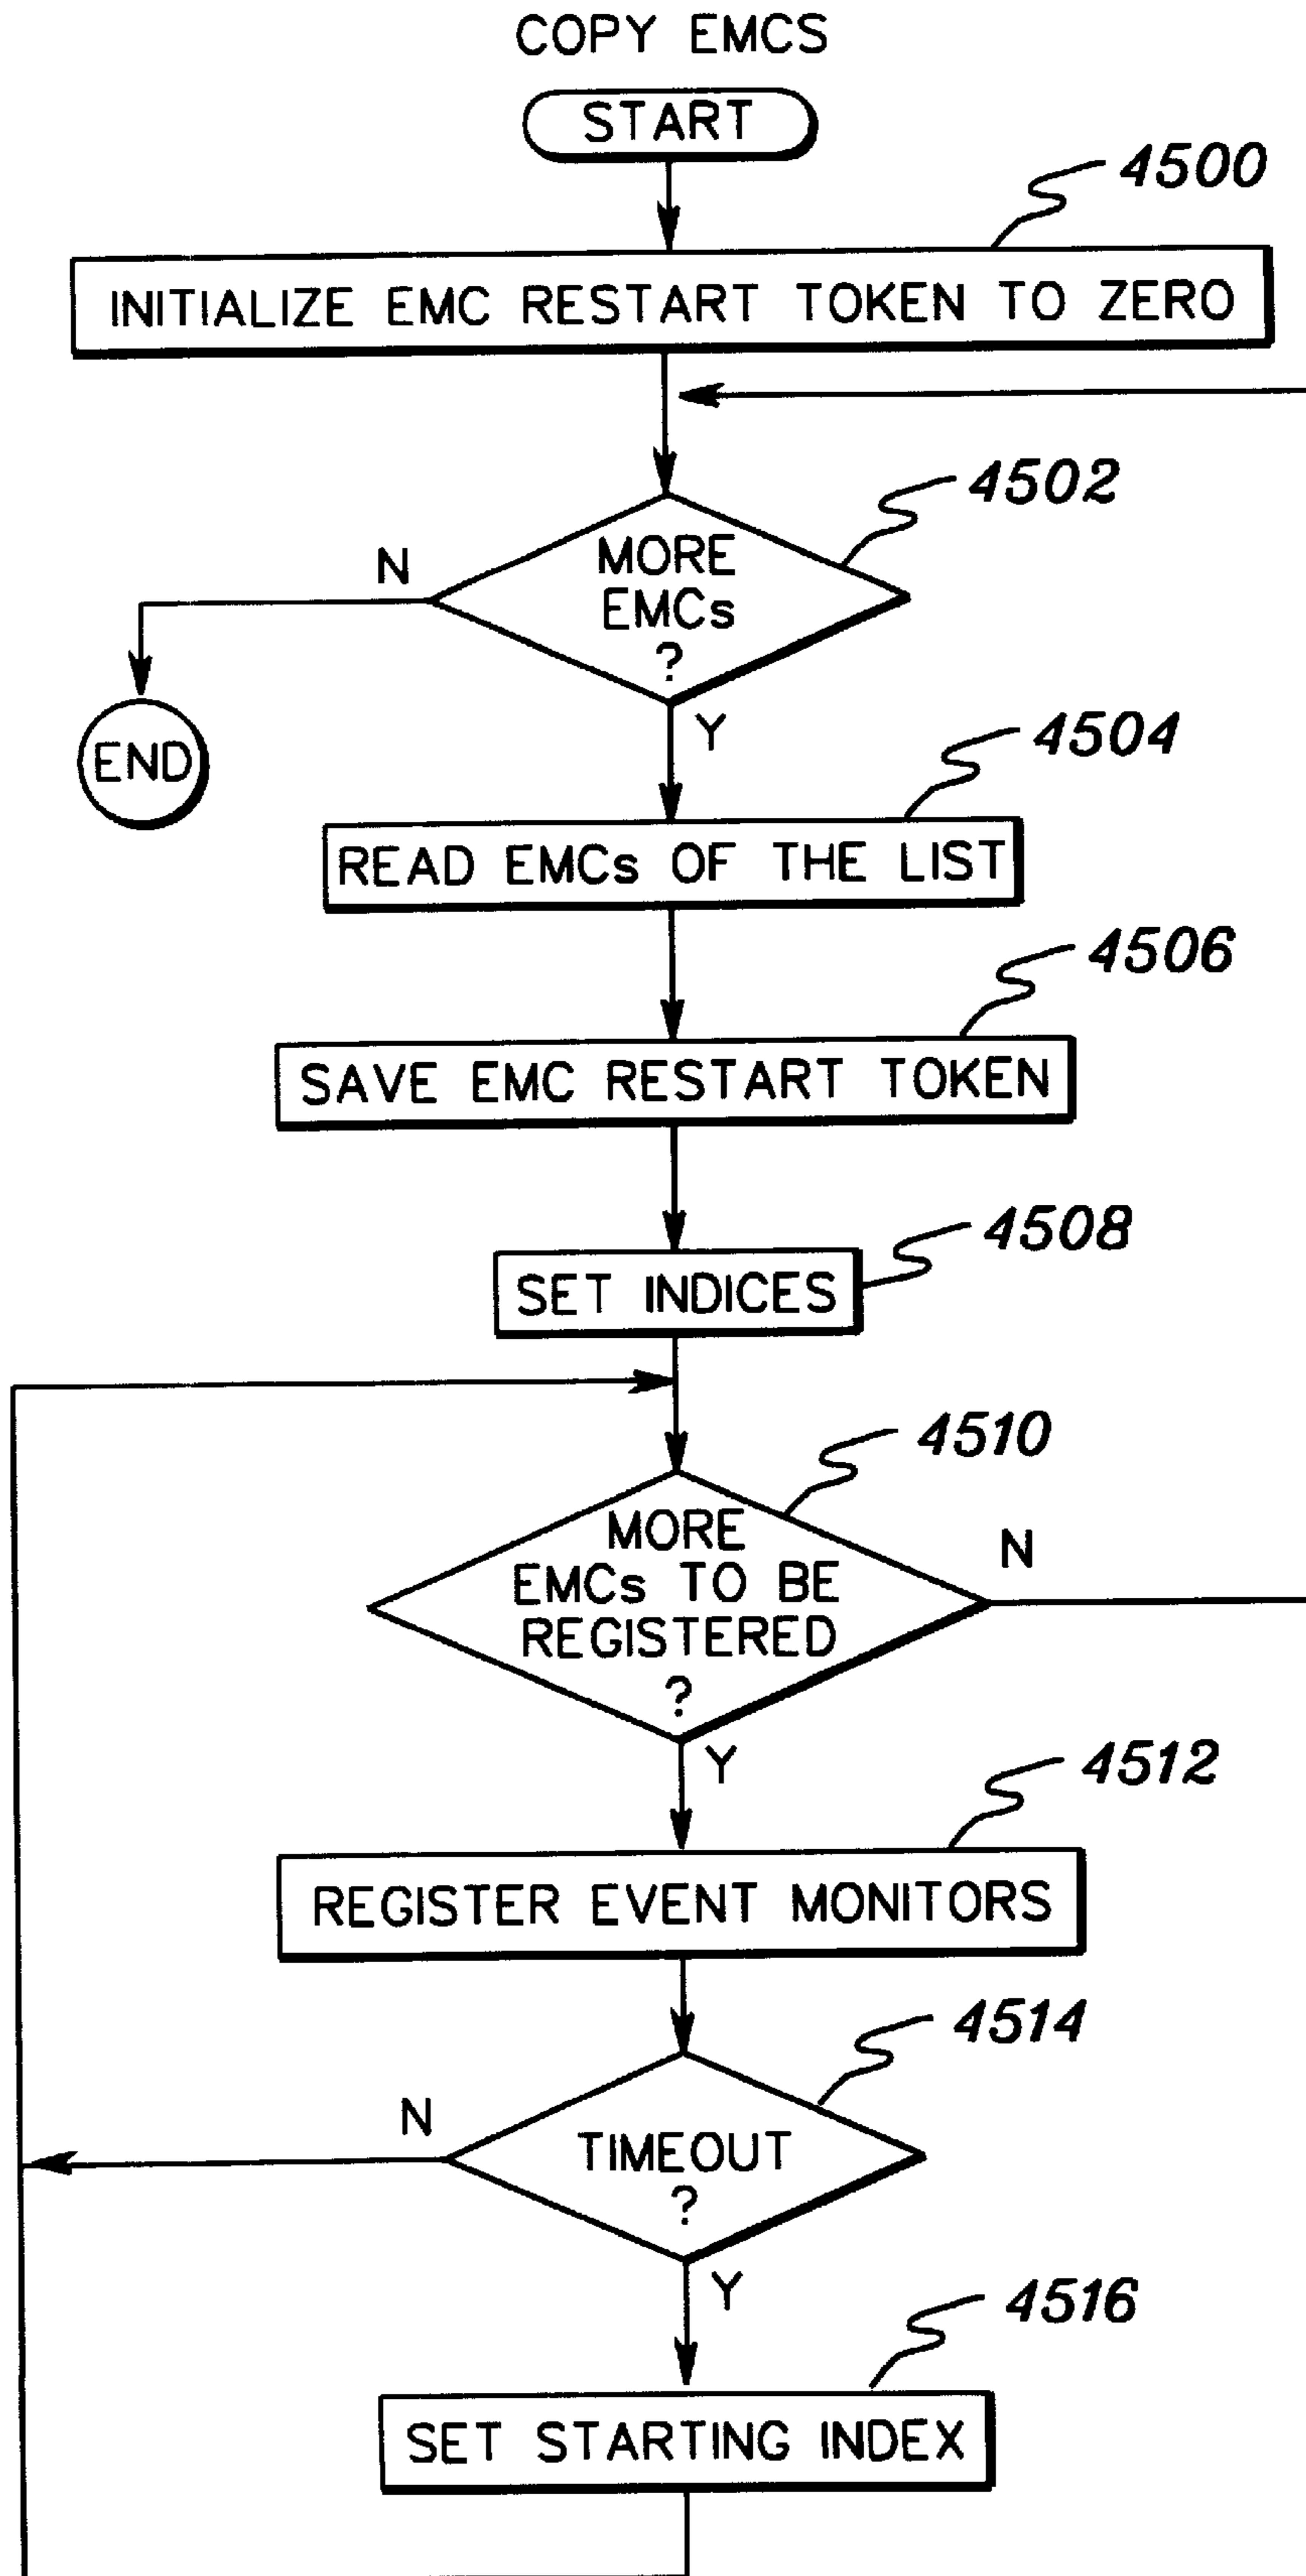 COPY EMCS
START
4500
INITIALIZE EMC RESTART TOKEN TO ZERO
4502
N
MORE
EMCs
?
Y
END
4504
READ EMCs OF THE LIST
4506
SAVE EMC RESTART TOKEN
4508
SET INDICES
4510
MORE
EMCs TO BE
REGISTERED
?
N
Y
4512
REGISTER EVENT MONITORS
4514
N
TIMEOUT
?
Y
4516
SET STARTING INDEX